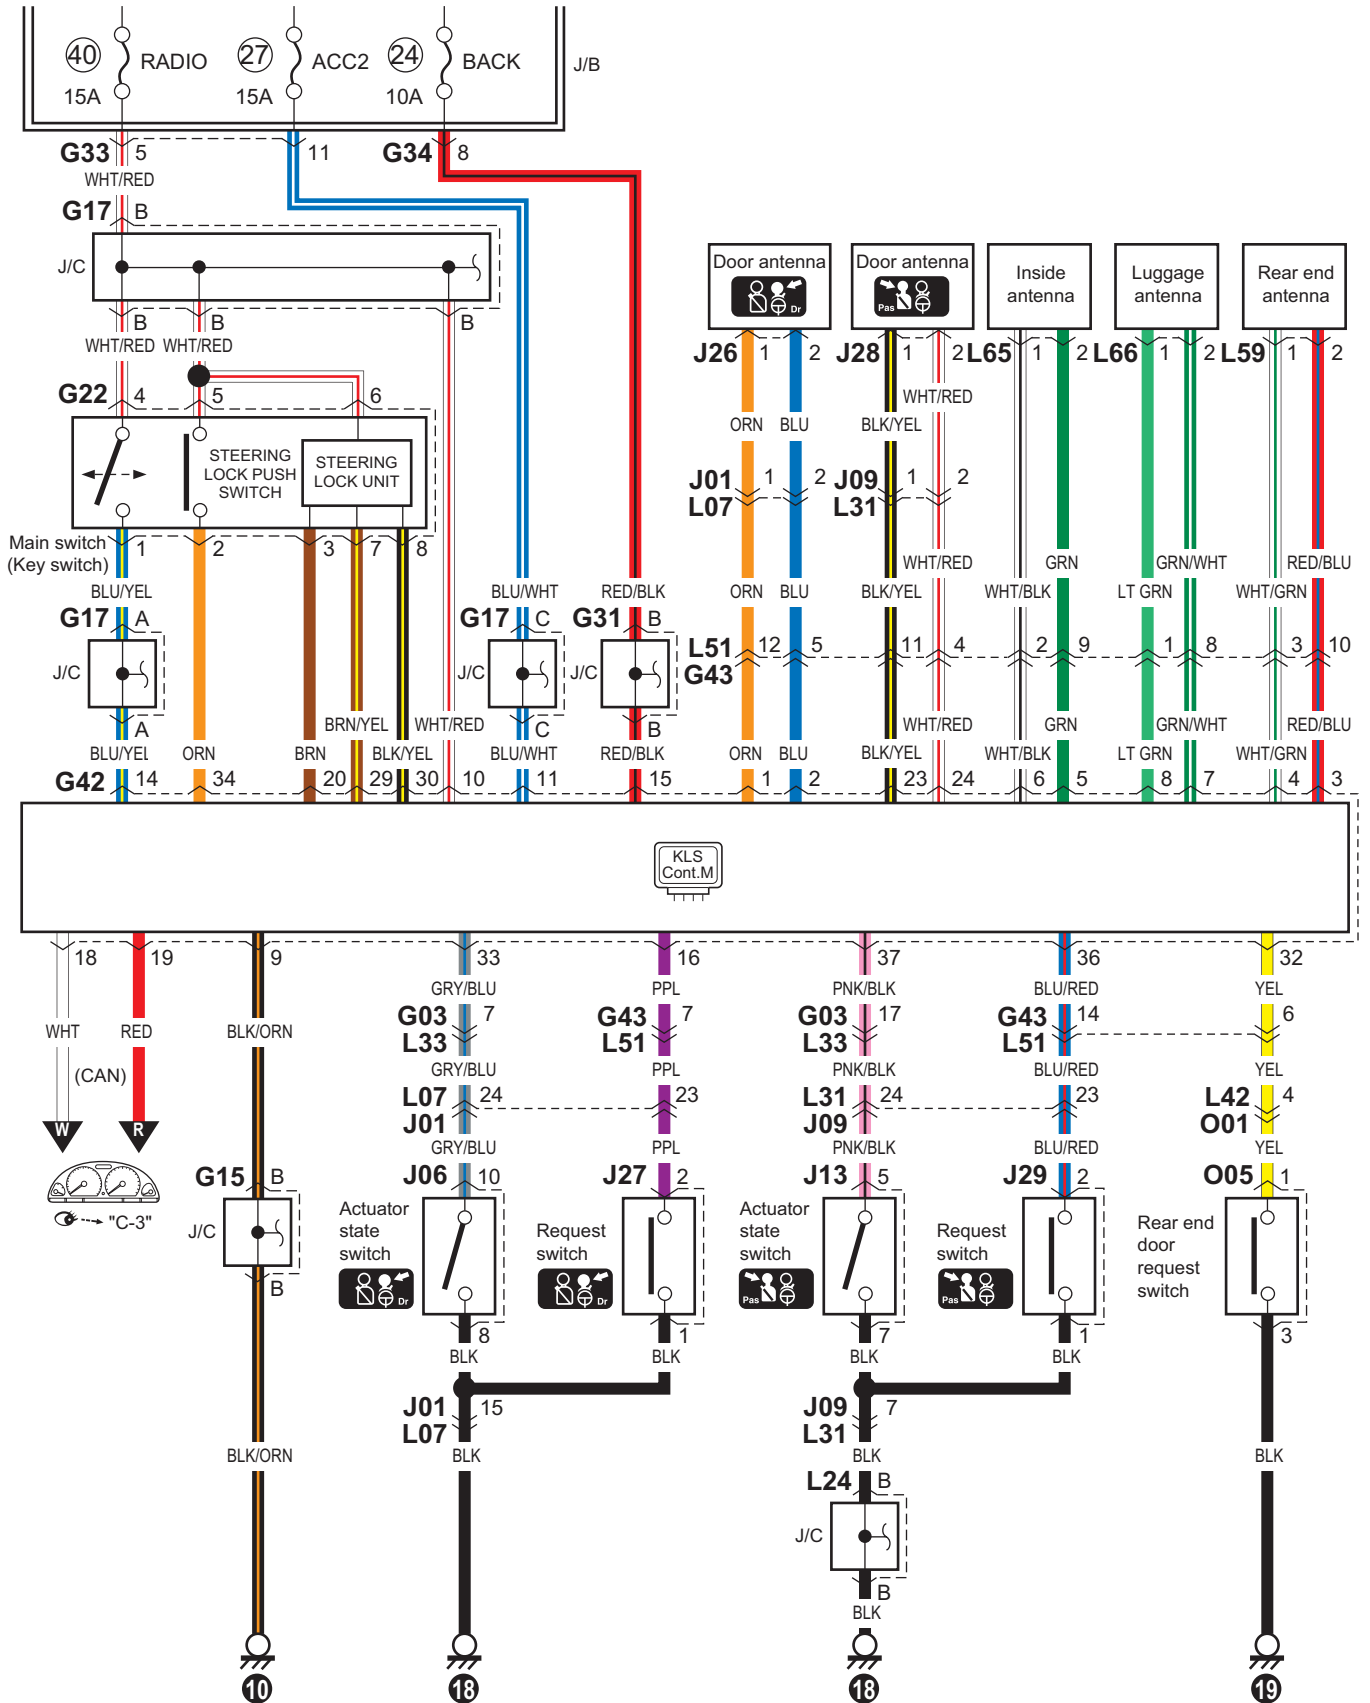 40 RADIO 27 ACC2 24 BACK J/B
15A 15A 10A
G33 5 11 G34 8
WHT/RED
G17 B
J/C
B B B
WHT/RED WHT/RED
G22 4 5 6
STEERING LOCK PUSH SWITCH
STEERING LOCK UNIT
Main switch (Key switch)
1 2 3 7 8
BLU/YEL BLU/WHT RED/BLK
G17 A G17 C G31 B
J/C J/C J/C
A C B
BRN/YEL WHT/RED
BLU/YEL ORN BRN BLK/YEL BLU/WHT RED/BLK
Door antenna Dr
Door antenna Pas
Inside antenna
Luggage antenna
Rear end antenna
J26 1 2 J28 1 2 L65 1 2 L66 1 2 L59 1 2
WHT/RED
ORN BLU BLK/YEL
J01 1 2 J09 1 2
L07 L31
WHT/RED GRN GRN/WHT RED/BLU
ORN BLU BLK/YEL WHT/BLK LT GRN WHT/GRN
L51 12 5 11 4 2 9 1 8 3 10
G43
WHT/RED GRN GRN/WHT RED/BLU
ORN BLU BLK/YEL WHT/BLK LT GRN WHT/GRN
G42 14 34 20 29 30 10 11 15 1 2 23 24 6 5 8 7 4 3
KLS
Cont.M
18 19 9 33 16 37 36 32
GRY/BLU PPL PNK/BLK BLU/RED YEL
G03 7 G43 7 G03 17 G43 14 6
L33 L51 L33 L51
WHT RED BLK/ORN
GRY/BLU PPL PNK/BLK BLU/RED YEL
(CAN)
L07 24 23 L31 24 23 L42 4
J01 J09 O01
W R
GRY/BLU PPL PNK/BLK BLU/RED YEL
G15 B J06 10 J27 2 J13 5 J29 2 O05 1
"C-3"
J/C
B
Actuator state switch Dr
Request switch Dr
Actuator state switch Pas
Request switch Pas
Rear end door request switch
8 1 7 1 3
BLK BLK BLK BLK
J01 15 J09 7
L07 L31
BLK/ORN BLK BLK BLK
L24 B
J/C
B
BLK
10 18 18 19